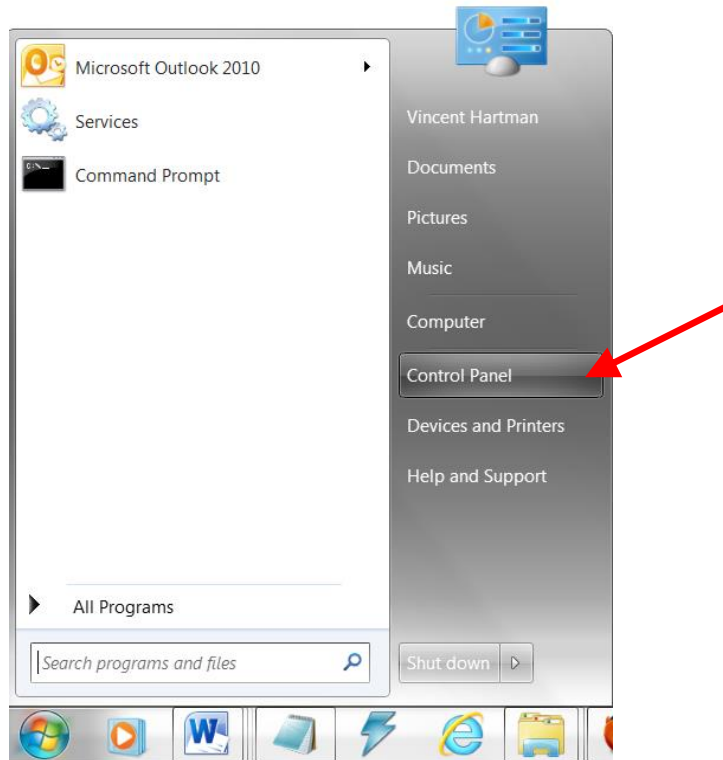 Microsoft Outlook 2010
Services
C:\_
Command Prompt
All Programs
Search programs and files
Vincent Hartman
Documents
Pictures
Music
Computer
Control Panel
Devices and Printers
Help and Support
Shut down
W